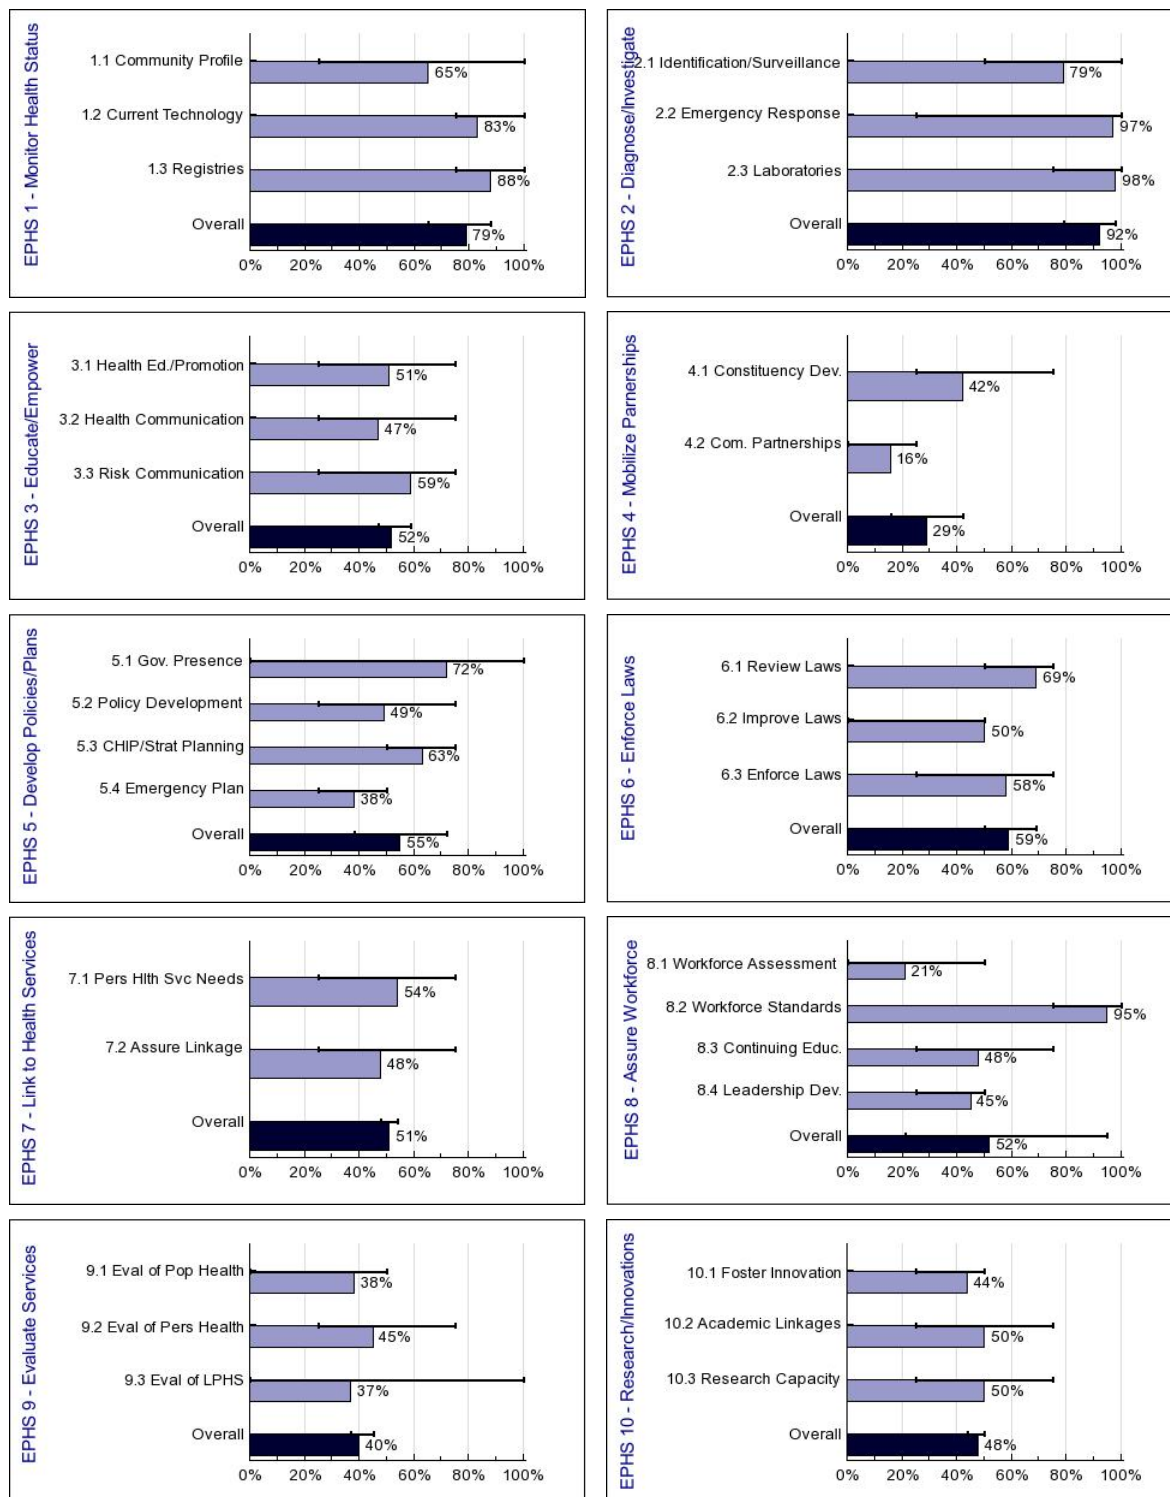 EPHS 1 - Monitor Health Status
1.1 Community Profile
65%
1.2 Current Technology
83%
1.3 Registries
88%
Overall
79%
0% 20% 40% 60% 80% 100%
EPHS 2 - Diagnose/Investigate
2.1 Identification/Surveillance
79%
2.2 Emergency Response
97%
2.3 Laboratories
98%
Overall
92%
0% 20% 40% 60% 80% 100%
EPHS 3 - Educate/Empower
3.1 Health Ed./Promotion
51%
3.2 Health Communication
47%
3.3 Risk Communication
59%
Overall
52%
0% 20% 40% 60% 80% 100%
EPHS 4 - Mobilize Parnerships
4.1 Constituency Dev.
42%
4.2 Com. Partnerships
16%
Overall
29%
0% 20% 40% 60% 80% 100%
EPHS 5 - Develop Policies/Plans
5.1 Gov. Presence
72%
5.2 Policy Development
49%
5.3 CHIP/Strat Planning
63%
5.4 Emergency Plan
38%
Overall
55%
0% 20% 40% 60% 80% 100%
EPHS 6 - Enforce Laws
6.1 Review Laws
69%
6.2 Improve Laws
50%
6.3 Enforce Laws
58%
Overall
59%
0% 20% 40% 60% 80% 100%
EPHS 7 - Link to Health Services
7.1 Pers Hlth Svc Needs
54%
7.2 Assure Linkage
48%
Overall
51%
0% 20% 40% 60% 80% 100%
EPHS 8 - Assure Workforce
8.1 Workforce Assessment
21%
8.2 Workforce Standards
95%
8.3 Continuing Educ.
48%
8.4 Leadership Dev.
45%
Overall
52%
0% 20% 40% 60% 80% 100%
EPHS 9 - Evaluate Services
9.1 Eval of Pop Health
38%
9.2 Eval of Pers Health
45%
9.3 Eval of LPHS
37%
Overall
40%
0% 20% 40% 60% 80% 100%
EPHS 10 - Research/Innovations
10.1 Foster Innovation
44%
10.2 Academic Linkages
50%
10.3 Research Capacity
50%
Overall
48%
0% 20% 40% 60% 80% 100%